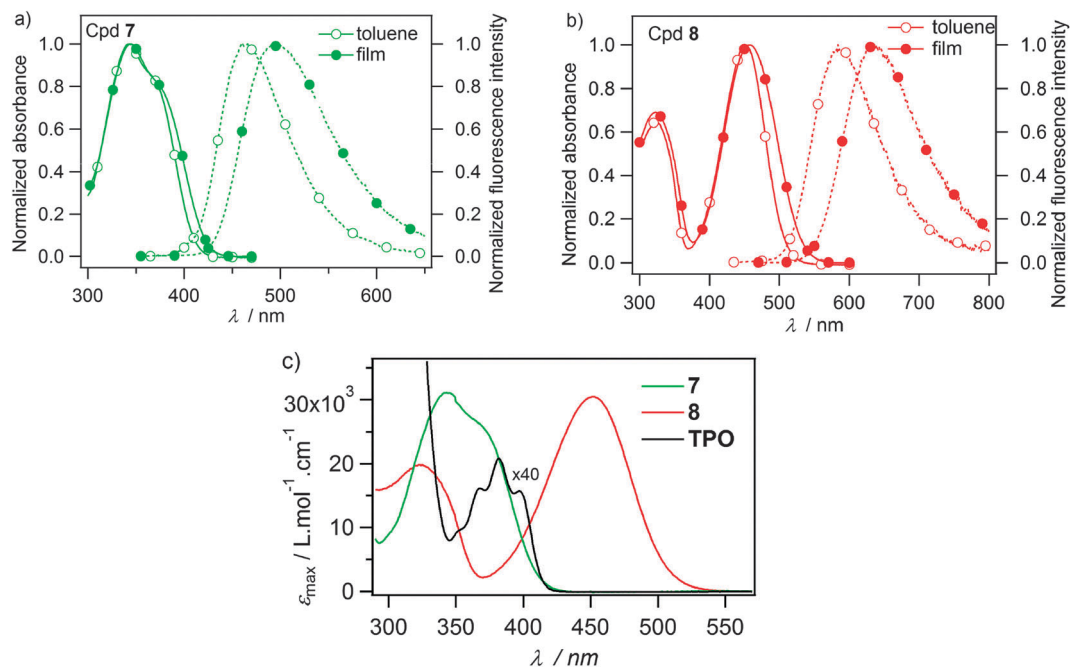 a)
Cpd 7
toluene
film
Normalized absorbance
1.0
0.8
0.6
0.4
0.2
0.0
1.0
0.8
0.6
0.4
0.2
0.0
Normalized fluorescence intensity
300 400 500 600
λ / nm
b)
Cpd 8
toluene
film
Normalized absorbance
1.0
0.8
0.6
0.4
0.2
0.0
1.0
0.8
0.6
0.4
0.2
0.0
Normalized fluorescence intensity
300 400 500 600 700 800
λ / nm
c)
7
8
TPO
x40
εmax / L.mol⁻¹.cm⁻¹
30x10³
20
10
0
300 350 400 450 500 550
λ / nm